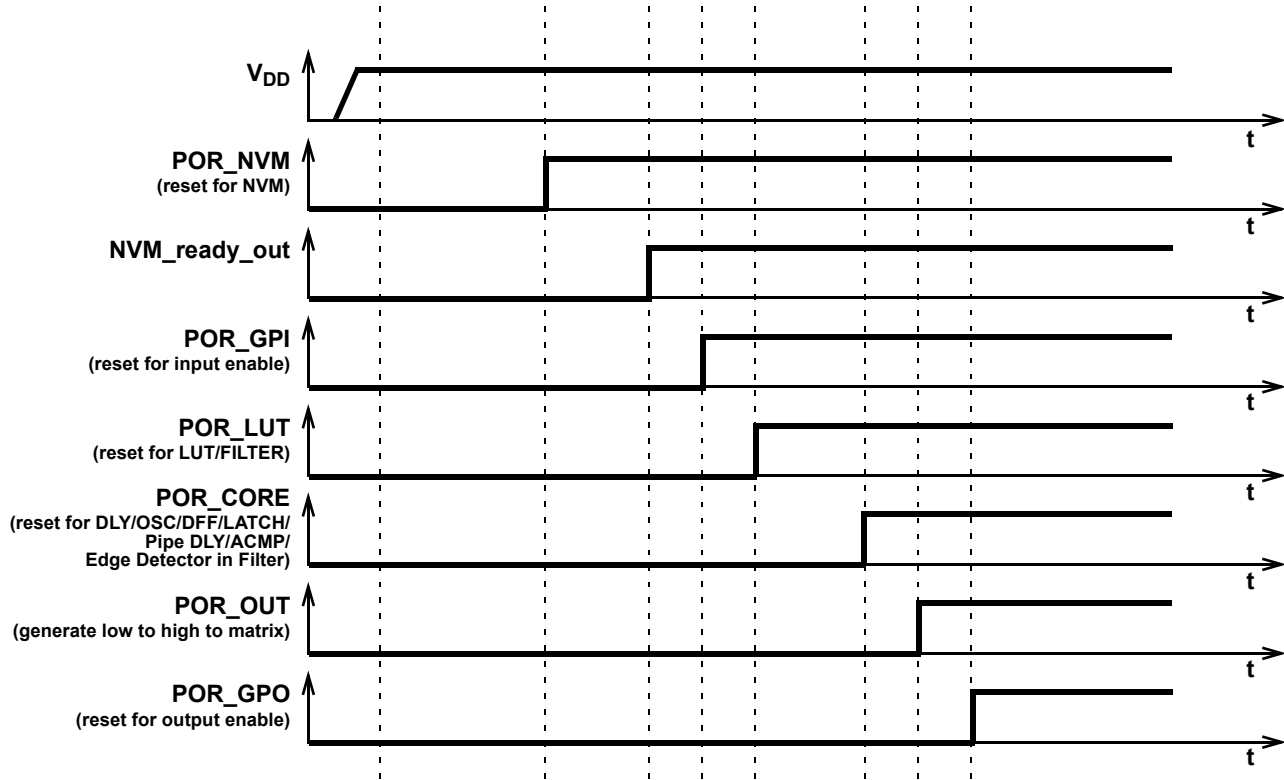 VDD
t
POR_NVM
(reset for NVM)
t
NVM_ready_out
t
POR_GPI
(reset for input enable)
t
POR_LUT
(reset for LUT/FILTER)
t
POR_CORE
(reset for DLY/OSC/DFF/LATCH/
Pipe DLY/ACMP/
Edge Detector in Filter)
t
POR_OUT
(generate low to high to matrix)
t
POR_GPO
(reset for output enable)
t